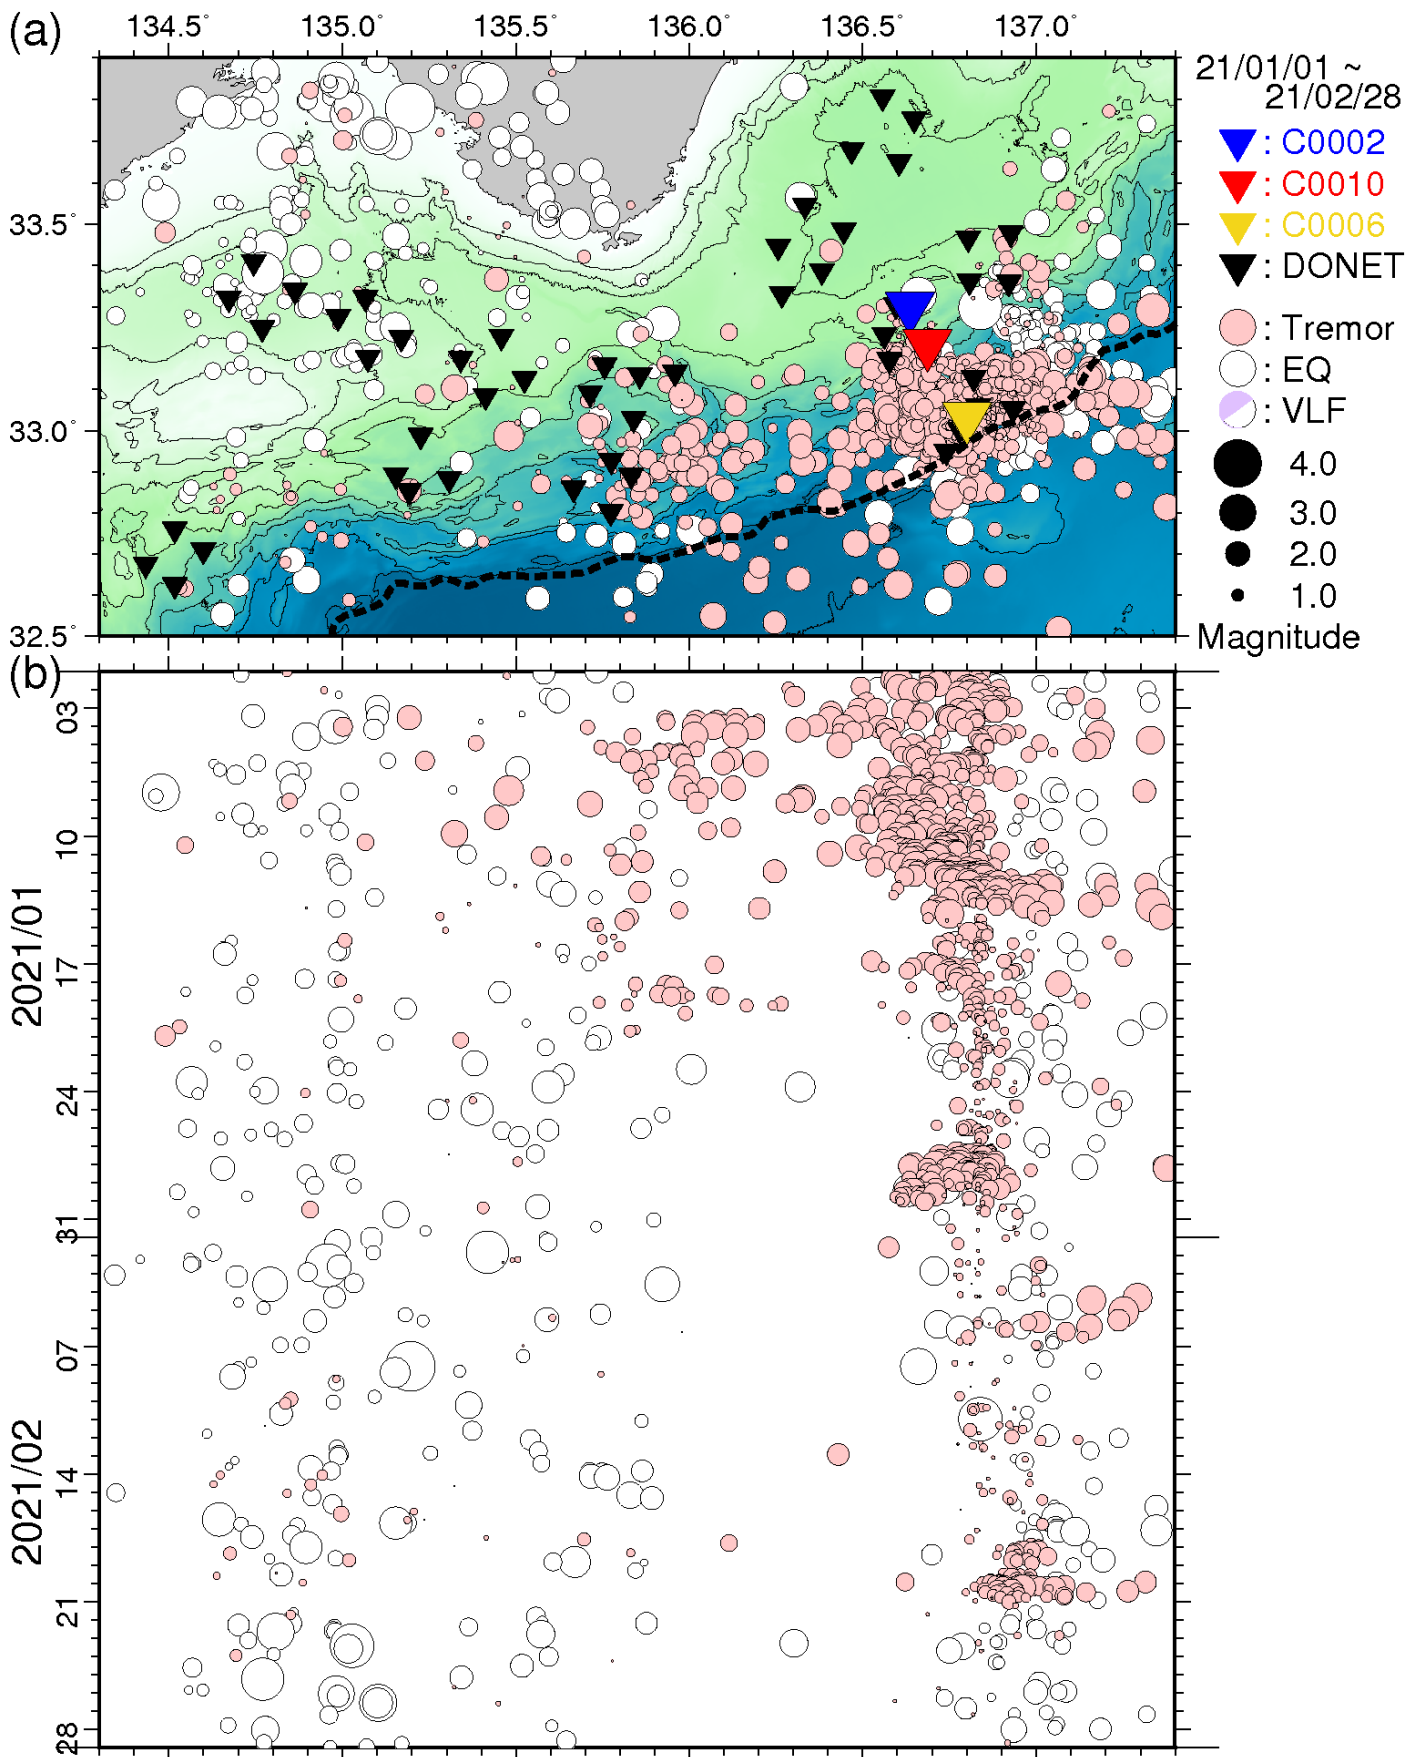 (a)
134.5° 135.0° 135.5° 136.0° 136.5° 137.0°
33.5°
33.0°
32.5°
21/01/01 ~
21/02/28
: C0002
: C0010
: C0006
: DONET
: Tremor
: EQ
: VLF
4.0
3.0
2.0
1.0
Magnitude
(b)
03
10
17
24
31
07
14
21
28
2021/01
2021/02